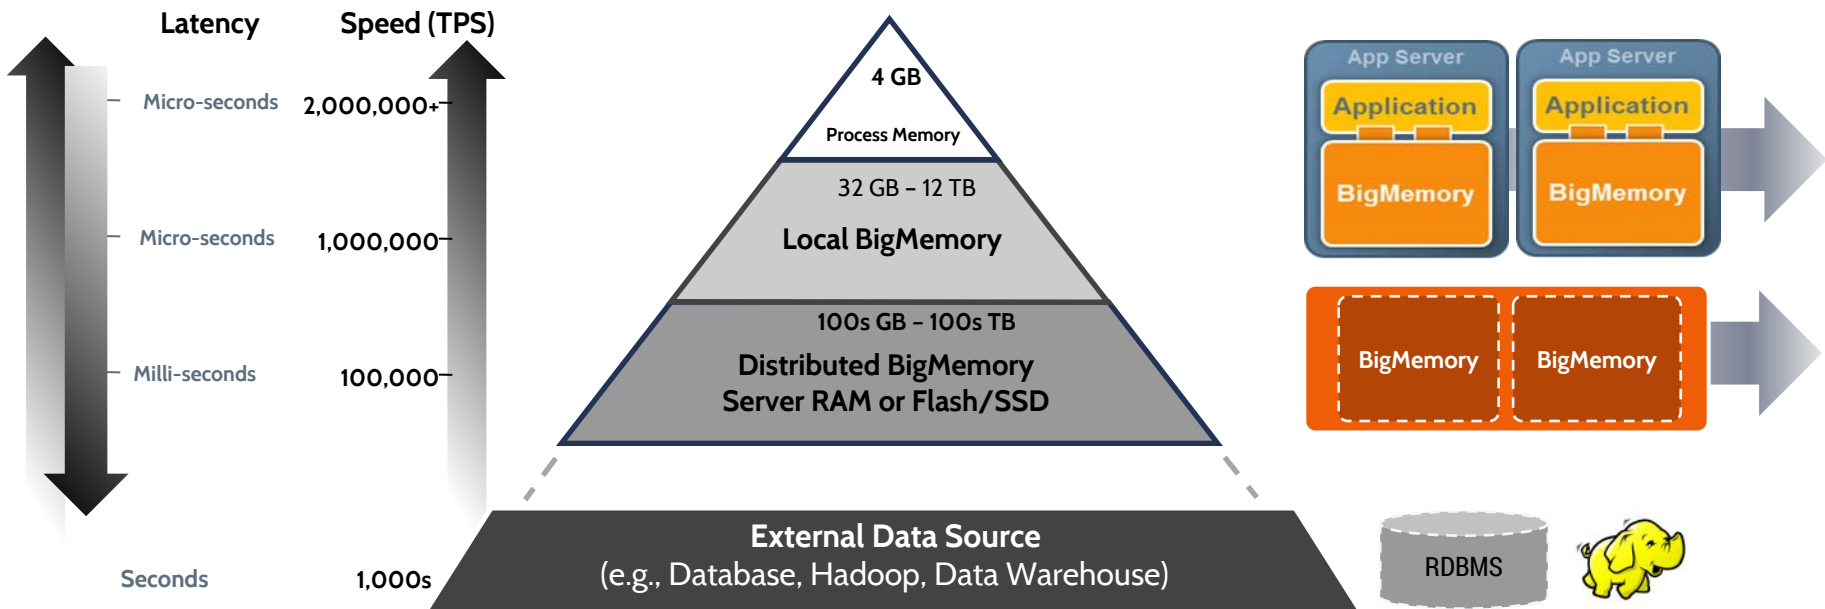 Latency
Speed (TPS)
Micro-seconds
2,000,000+
Micro-seconds
1,000,000
Milli-seconds
100,000
Seconds
1,000s
4 GB
Process Memory
32 GB – 12 TB
Local BigMemory
100s GB – 100s TB
Distributed BigMemory
Server RAM or Flash/SSD
External Data Source
(e.g., Database, Hadoop, Data Warehouse)
App Server
Application
BigMemory
App Server
Application
BigMemory
BigMemory
BigMemory
RDBMS